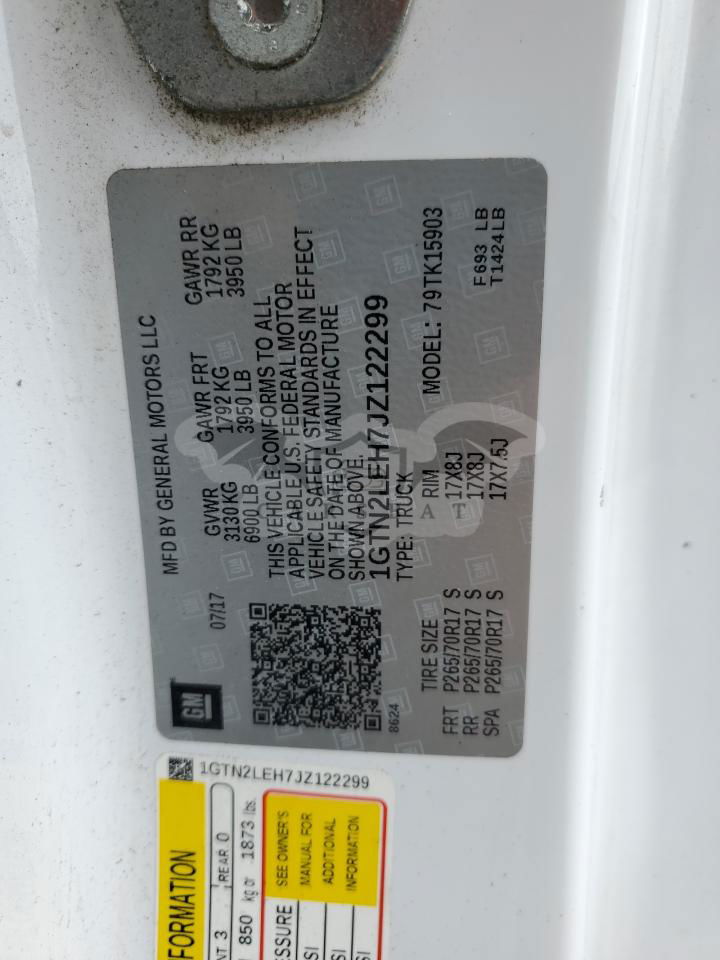 MFD BY GENERAL MOTORS LLC
GM
07/17
GVWR GAWR FRT GAWR RR
3130 KG 1792 KG 1792 KG
6900 LB 3950 LB 3950 LB
THIS VEHICLE CONFORMS TO ALL
APPLICABLE U.S. FEDERAL MOTOR
VEHICLE SAFETY STANDARDS IN EFFECT
ON THE DATE OF MANUFACTURE
SHOWN ABOVE.
1GTN2LEH7JZ122299
8624 TYPE: TRUCK MODEL: 79TK15903
TIRE SIZE RIM
FRT P265/70R17 S 17X8J F693 LB
RR P265/70R17 S 17X8J T1424LB
SPA P265/70R17 S 17X7.5J
1GTN2LEH7JZ122299
FORMATION
3 REAR 0
850 kg or 1873 lbs.
SEE OWNER'S
MANUAL FOR
ADDITIONAL
INFORMATION